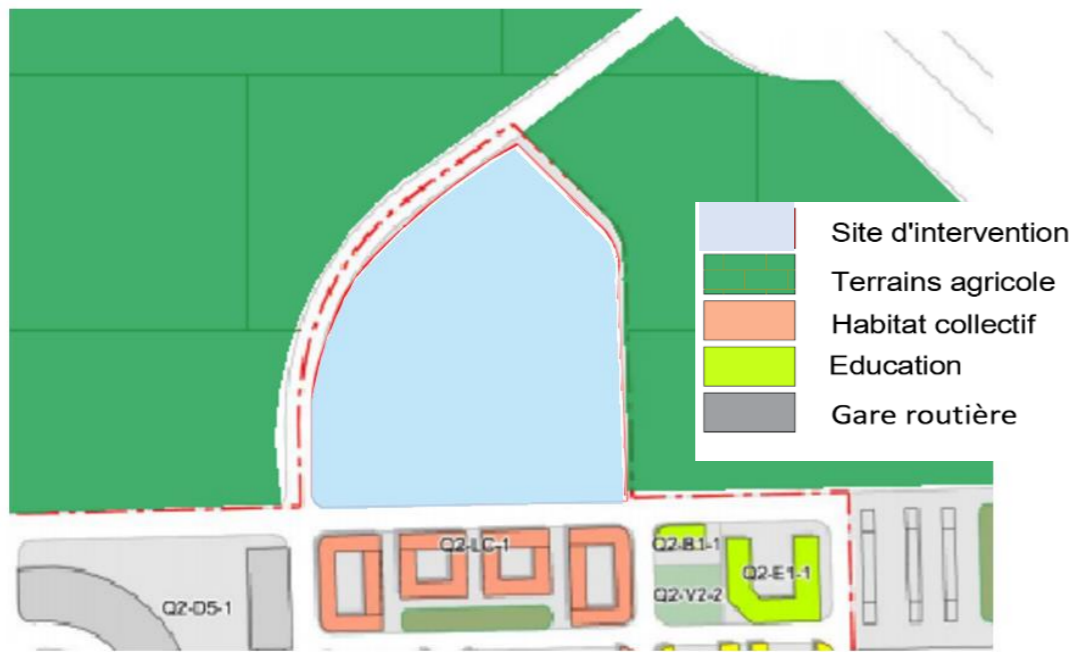 Site d'intervention
Terrains agricole
Habitat collectif
Education
Gare routière
Q2-LC-1
Q2-B1-1
Q2-E1-1
Q2-V2-2
Q2-D5-1